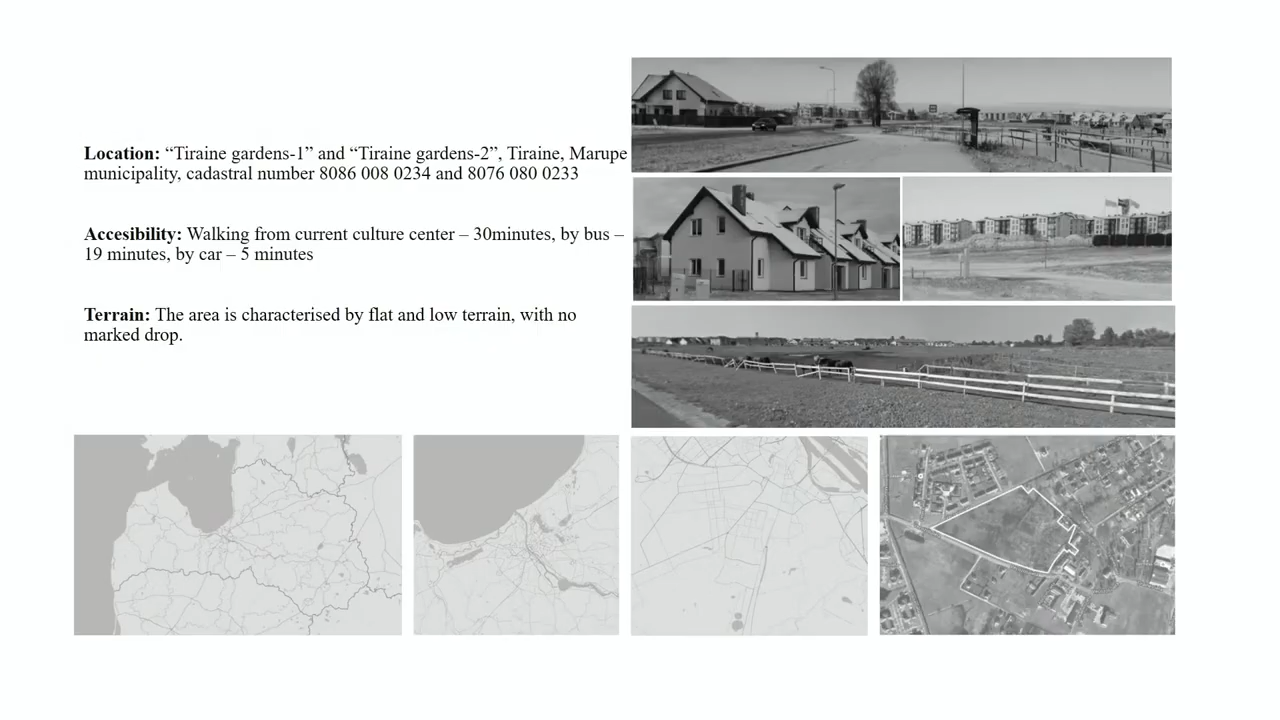 Location: “Tiraine gardens-1” and “Tiraine gardens-2”, Tiraine, Marupe
municipality, cadastral number 8086 008 0234 and 8076 080 0233
Accesibility: Walking from current culture center – 30minutes, by bus –
19 minutes, by car – 5 minutes
Terrain: The area is characterised by flat and low terrain, with no
marked drop.